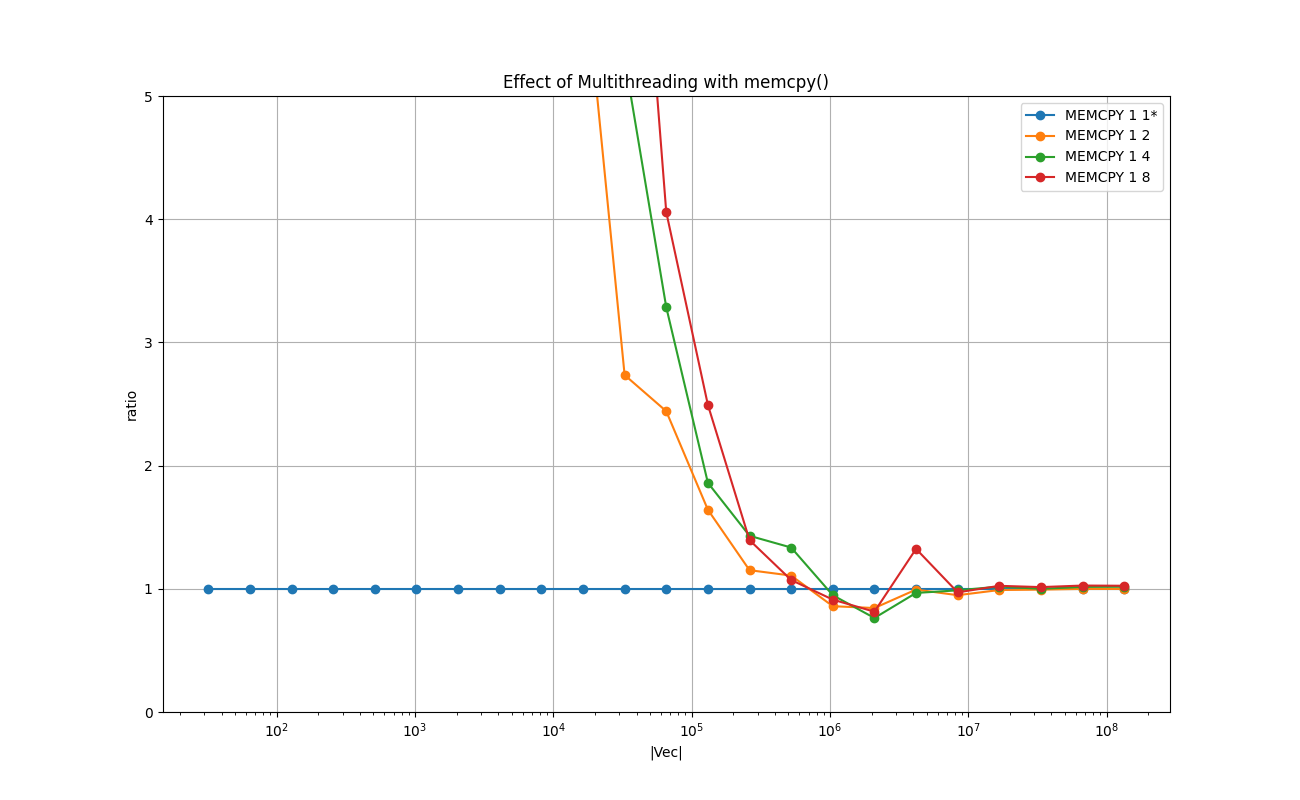 Effect of Multithreading with memcpy()
5
4
3
2
1
0
ratio
MEMCPY 1 1*
MEMCPY 1 2
MEMCPY 1 4
MEMCPY 1 8
10² 10³ 10⁴ 10⁵ 10⁶ 10⁷ 10⁸
|Vec|